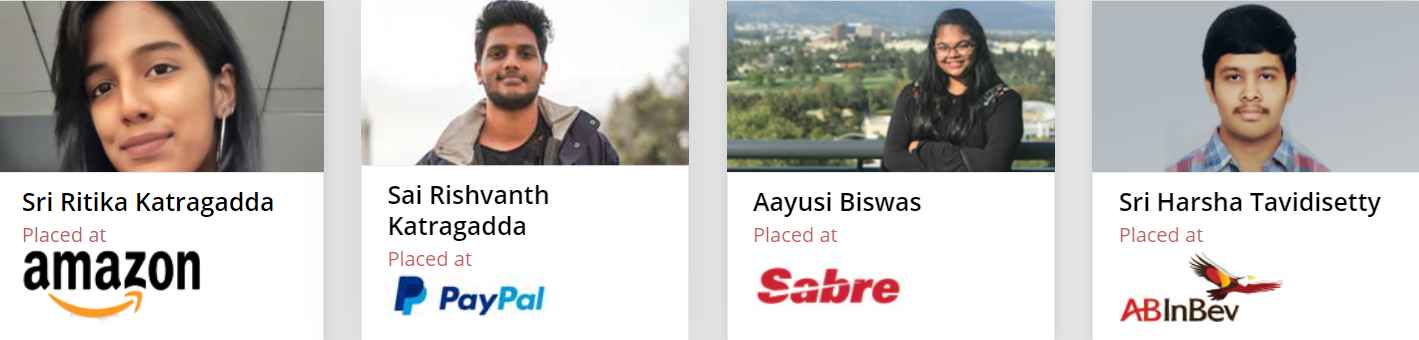 Sri Ritika Katragadda
Placed at
amazon
Sai Rishvanth
Katragadda
Placed at
PayPal
Aayusi Biswas
Placed at
Sabre
Sri Harsha Tavidisetty
Placed at
ABInBev